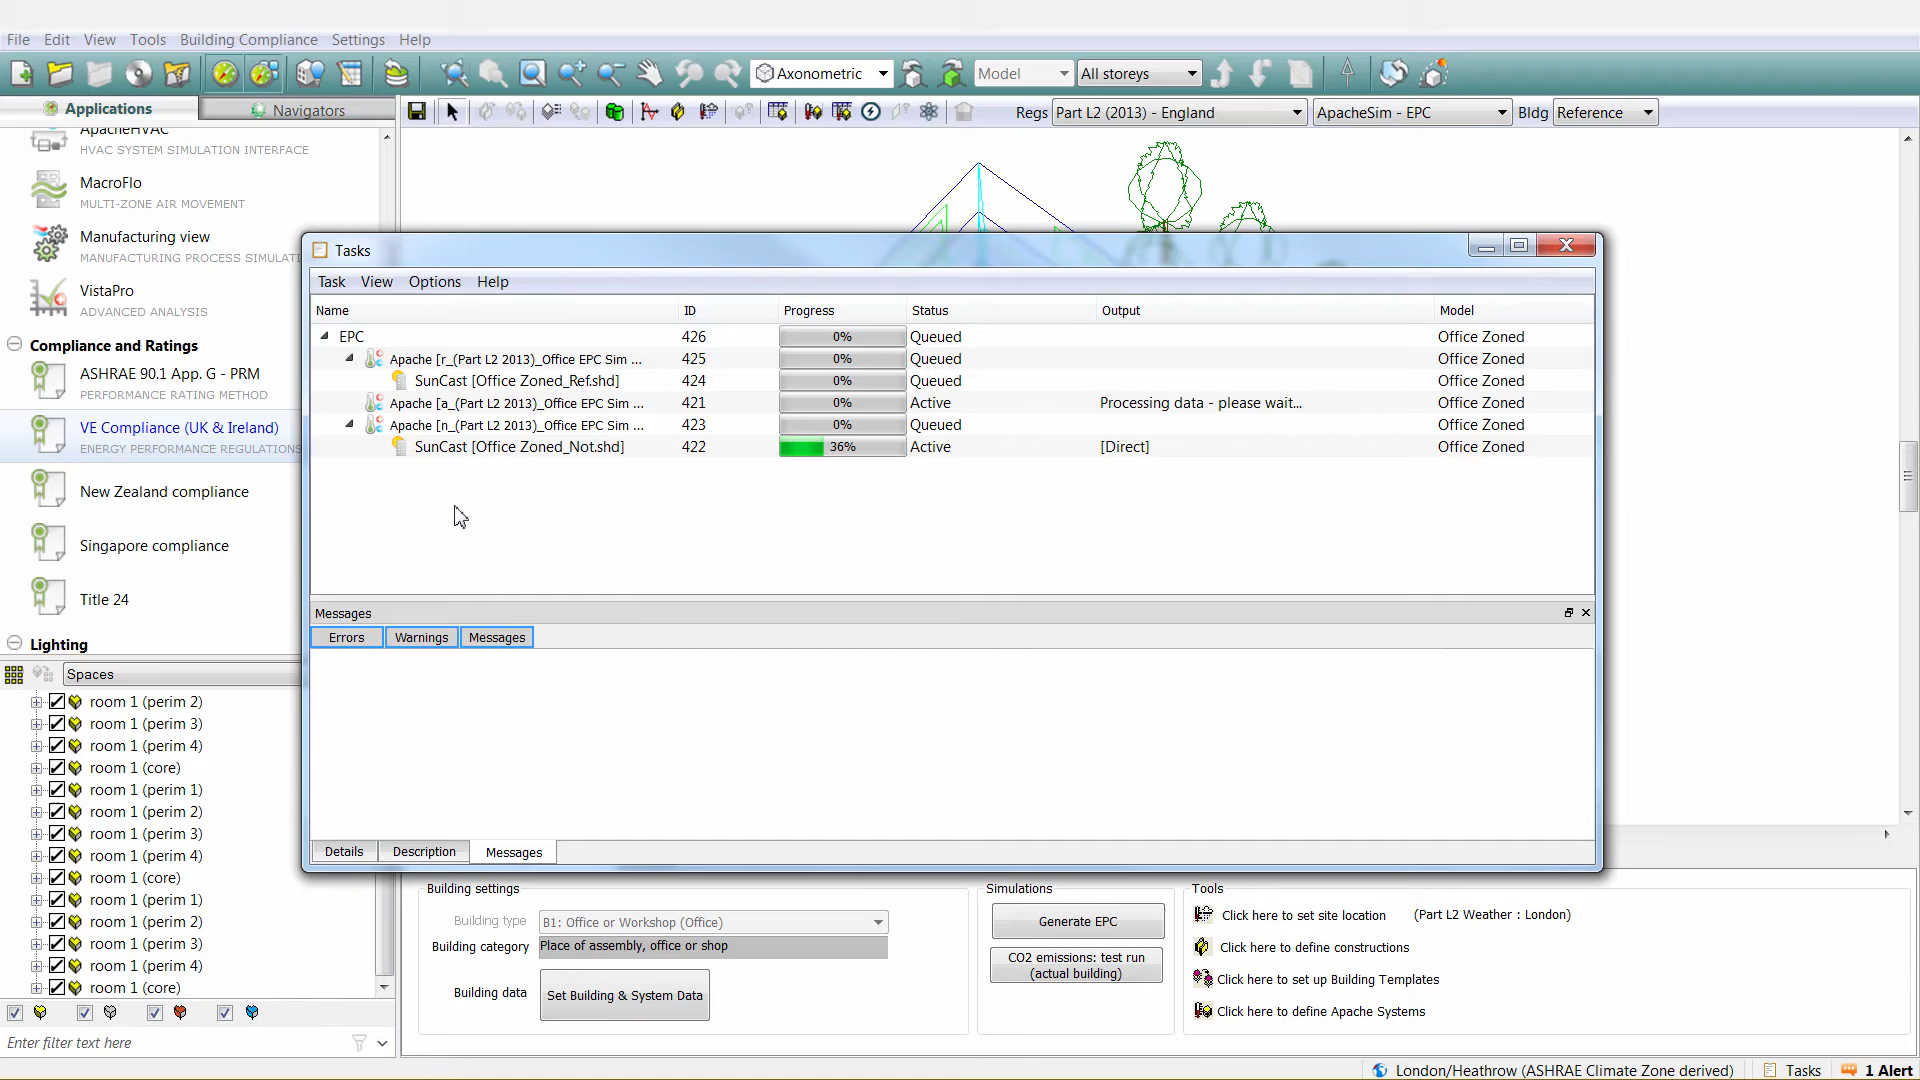 File Edit View Tools Building Compliance Settings Help
Axonometric Model All storeys
Applications Navigators
Regs Part L2 (2013) - England ApacheSim - EPC Bldg Reference
ApacheHVAC
HVAC SYSTEM SIMULATION INTERFACE
MacroFlo
MULTI-ZONE AIR MOVEMENT
Manufacturing view
MANUFACTURING PROCESS SIMULATI
VistaPro
ADVANCED ANALYSIS
Compliance and Ratings
ASHRAE 90.1 App. G - PRM
PERFORMANCE RATING METHOD
VE Compliance (UK & Ireland)
ENERGY PERFORMANCE REGULATIONS
New Zealand compliance
Singapore compliance
Title 24
Lighting
Spaces
room 1 (perim 2)
room 1 (perim 3)
room 1 (perim 4)
room 1 (core)
room 1 (perim 1)
room 1 (perim 2)
room 1 (perim 3)
room 1 (perim 4)
room 1 (core)
room 1 (perim 1)
room 1 (perim 2)
room 1 (perim 3)
room 1 (perim 4)
room 1 (core)
Enter filter text here
Tasks
Task View Options Help
Name ID Progress Status Output Model
EPC 426 0% Queued Office Zoned
Apache [r_(Part L2 2013)_Office EPC Sim ... 425 0% Queued Office Zoned
SunCast [Office Zoned_Ref.shd] 424 0% Queued Office Zoned
Apache [a_(Part L2 2013)_Office EPC Sim ... 421 0% Active Processing data - please wait... Office Zoned
Apache [n_(Part L2 2013)_Office EPC Sim ... 423 0% Queued Office Zoned
SunCast [Office Zoned_Not.shd] 422 36% Active [Direct] Office Zoned
Messages
Errors Warnings Messages
Details Description Messages
Building settings
Building type B1: Office or Workshop (Office)
Building category Place of assembly, office or shop
Building data Set Building & System Data
Simulations
Generate EPC
CO2 emissions: test run
(actual building)
Tools
Click here to set site location (Part L2 Weather : London)
Click here to define constructions
Click here to set up Building Templates
Click here to define Apache Systems
London/Heathrow (ASHRAE Climate Zone derived) Tasks 1 Alert